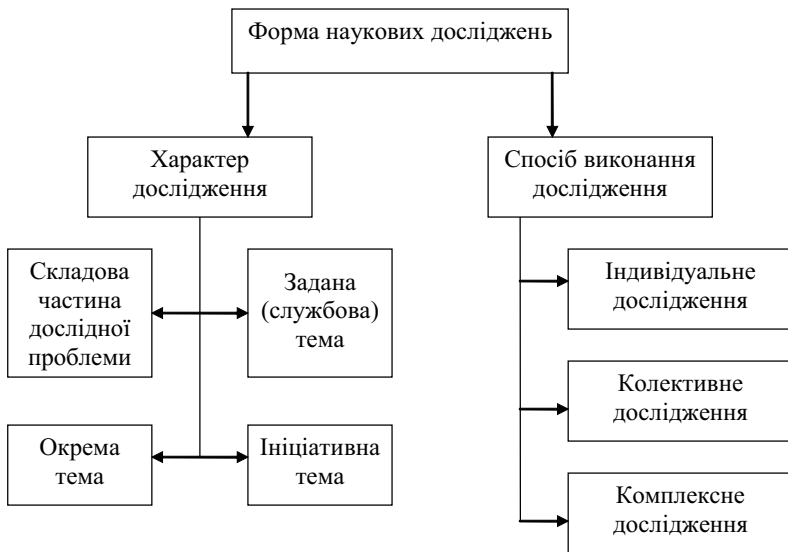 Форма наукових досліджень
Характер
дослідження
Спосіб виконання
дослідження
Складова
частина
дослідної
проблеми
Задана
(службова)
тема
Окрема
тема
Ініціативна
тема
Індивідуальне
дослідження
Колективне
дослідження
Комплексне
дослідження